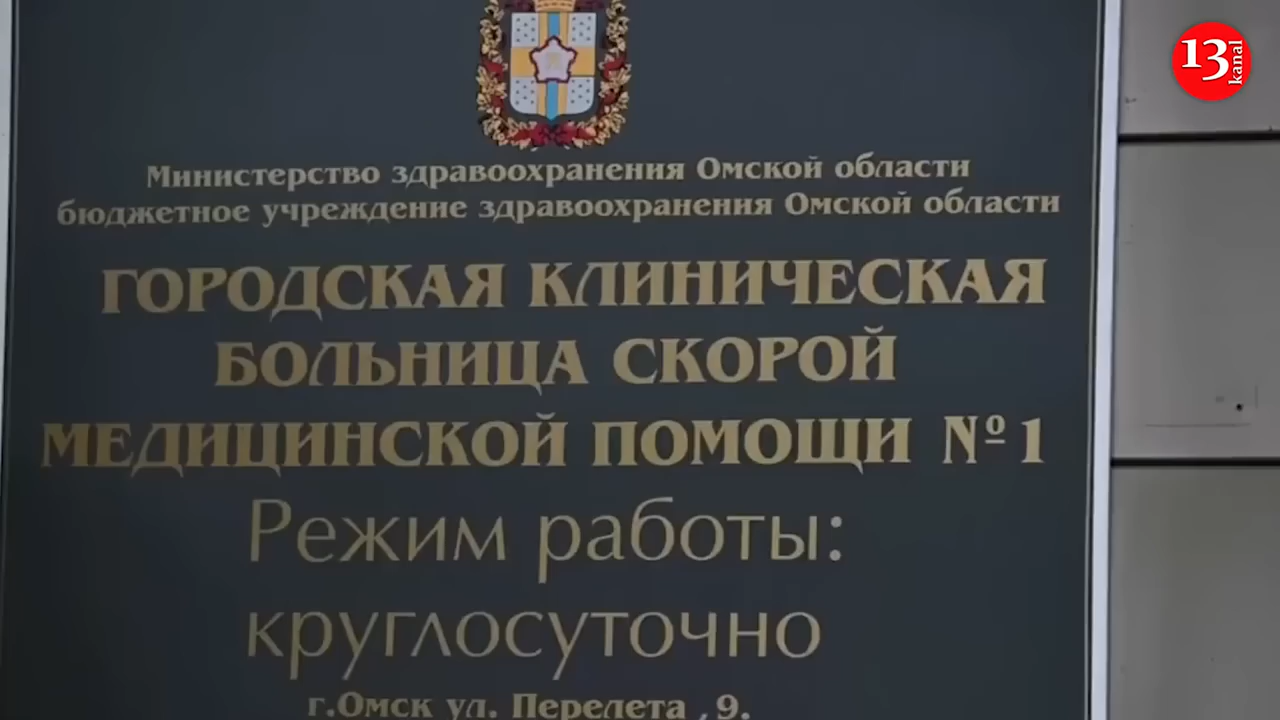 13 kanal
Министерство здравоохранения Омской области
бюджетное учреждение здравоохранения Омской области
ГОРОДСКАЯ КЛИНИЧЕСКАЯ
БОЛЬНИЦА СКОРОЙ
МЕДИЦИНСКОЙ ПОМОЩИ №1
Режим работы:
круглосуточно
г.Омск ул. Перелета , 9.